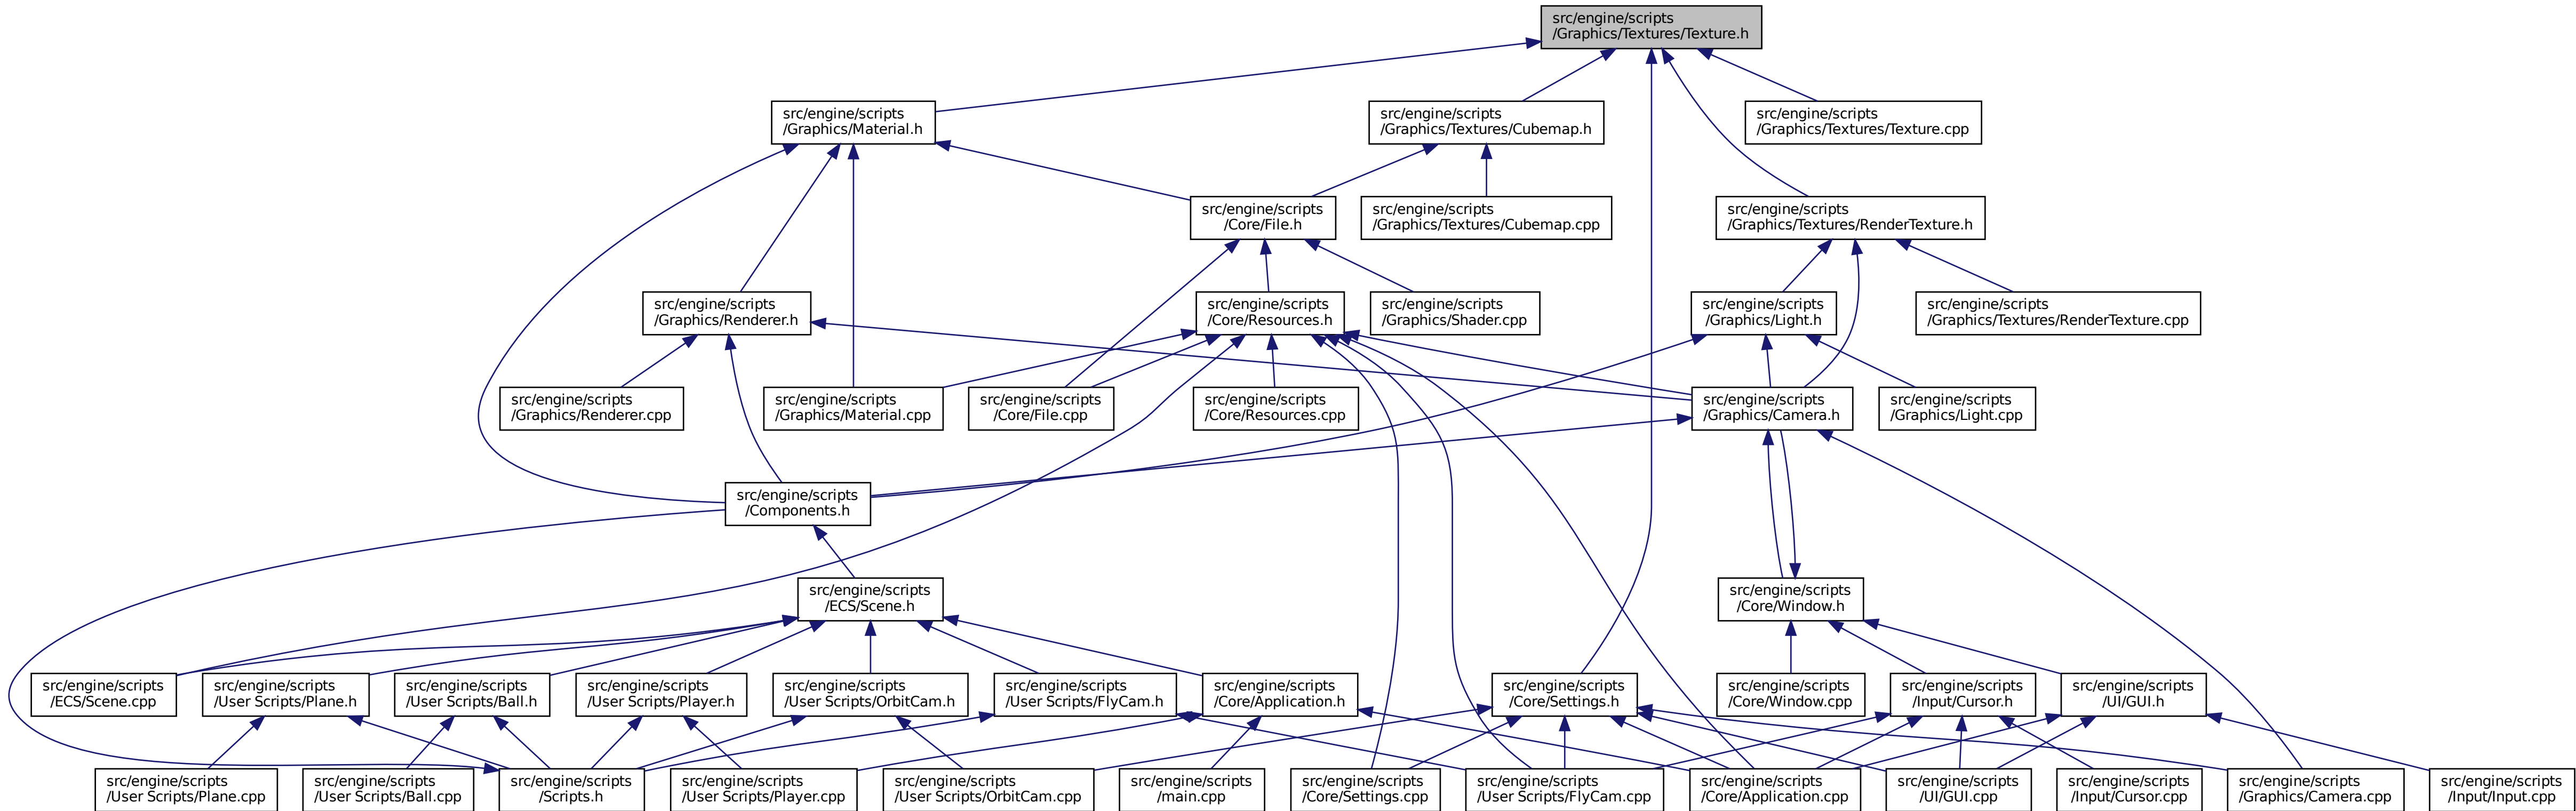 src/engine/scripts
/Graphics/Textures/Texture.h
src/engine/scripts
/Graphics/Material.h
src/engine/scripts
/Graphics/Textures/Cubemap.h
src/engine/scripts
/Graphics/Textures/Texture.cpp
src/engine/scripts
/Core/File.h
src/engine/scripts
/Graphics/Textures/Cubemap.cpp
src/engine/scripts
/Graphics/Textures/RenderTexture.h
src/engine/scripts
/Graphics/Renderer.h
src/engine/scripts
/Core/Resources.h
src/engine/scripts
/Graphics/Shader.cpp
src/engine/scripts
/Graphics/Light.h
src/engine/scripts
/Graphics/Textures/RenderTexture.cpp
src/engine/scripts
/Graphics/Renderer.cpp
src/engine/scripts
/Graphics/Material.cpp
src/engine/scripts
/Core/File.cpp
src/engine/scripts
/Core/Resources.cpp
src/engine/scripts
/Graphics/Camera.h
src/engine/scripts
/Graphics/Light.cpp
src/engine/scripts
/Components.h
src/engine/scripts
/ECS/Scene.h
src/engine/scripts
/Core/Window.h
src/engine/scripts
/ECS/Scene.cpp
src/engine/scripts
/User Scripts/Plane.h
src/engine/scripts
/User Scripts/Ball.h
src/engine/scripts
/User Scripts/Player.h
src/engine/scripts
/User Scripts/OrbitCam.h
src/engine/scripts
/User Scripts/FlyCam.h
src/engine/scripts
/Core/Application.h
src/engine/scripts
/Core/Settings.h
src/engine/scripts
/Core/Window.cpp
src/engine/scripts
/Input/Cursor.h
src/engine/scripts
/UI/GUI.h
src/engine/scripts
/User Scripts/Plane.cpp
src/engine/scripts
/User Scripts/Ball.cpp
src/engine/scripts
/Scripts.h
src/engine/scripts
/User Scripts/Player.cpp
src/engine/scripts
/User Scripts/OrbitCam.cpp
src/engine/scripts
/main.cpp
src/engine/scripts
/Core/Settings.cpp
src/engine/scripts
/User Scripts/FlyCam.cpp
src/engine/scripts
/Core/Application.cpp
src/engine/scripts
/UI/GUI.cpp
src/engine/scripts
/Input/Cursor.cpp
src/engine/scripts
/Graphics/Camera.cpp
src/engine/scripts
/Input/Input.cpp